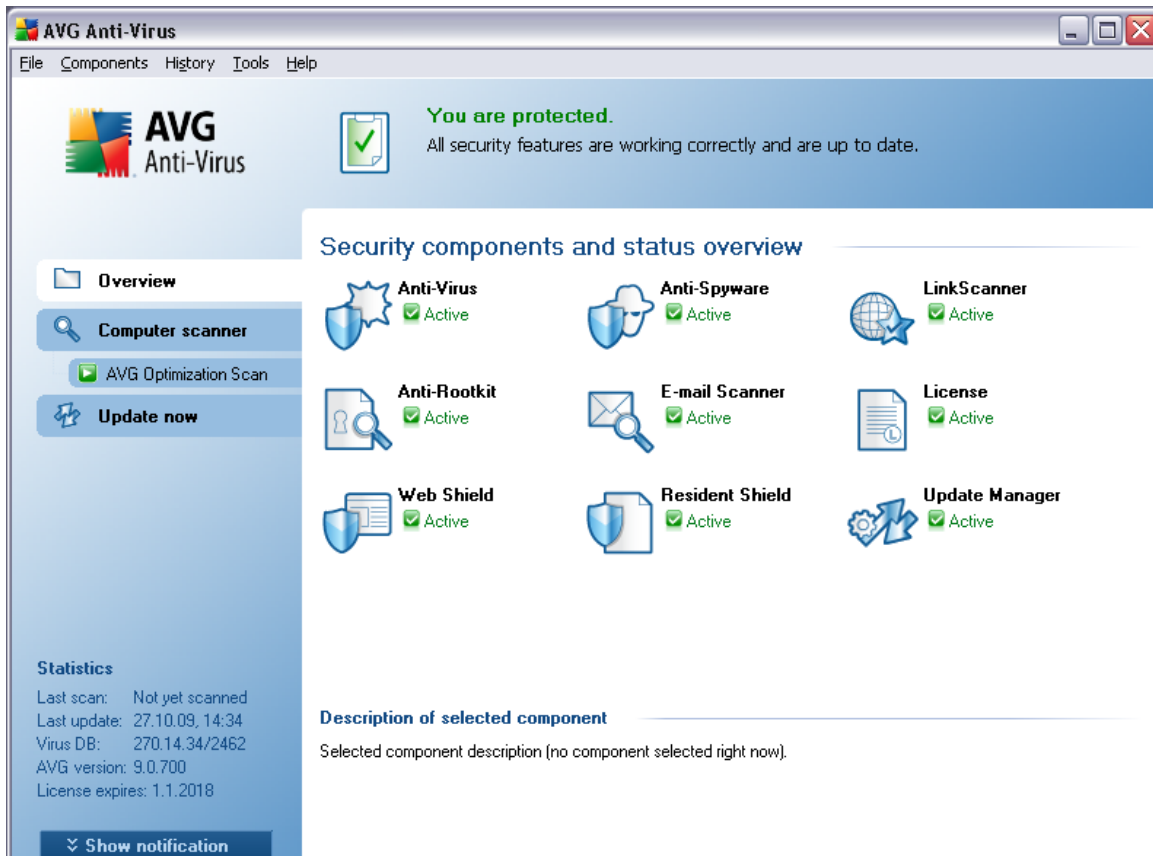 AVG Anti-Virus
File Components History Tools Help
AVG
Anti-Virus
You are protected.
All security features are working correctly and are up to date.
Overview
Computer scanner
AVG Optimization Scan
Update now
Security components and status overview
Anti-Virus
Active
Anti-Spyware
Active
LinkScanner
Active
Anti-Rootkit
Active
E-mail Scanner
Active
License
Active
Web Shield
Active
Resident Shield
Active
Update Manager
Active
Statistics
Last scan: Not yet scanned
Last update: 27.10.09, 14:34
Virus DB: 270.14.34/2462
AVG version: 9.0.700
License expires: 1.1.2018
Show notification
Description of selected component
Selected component description (no component selected right now).